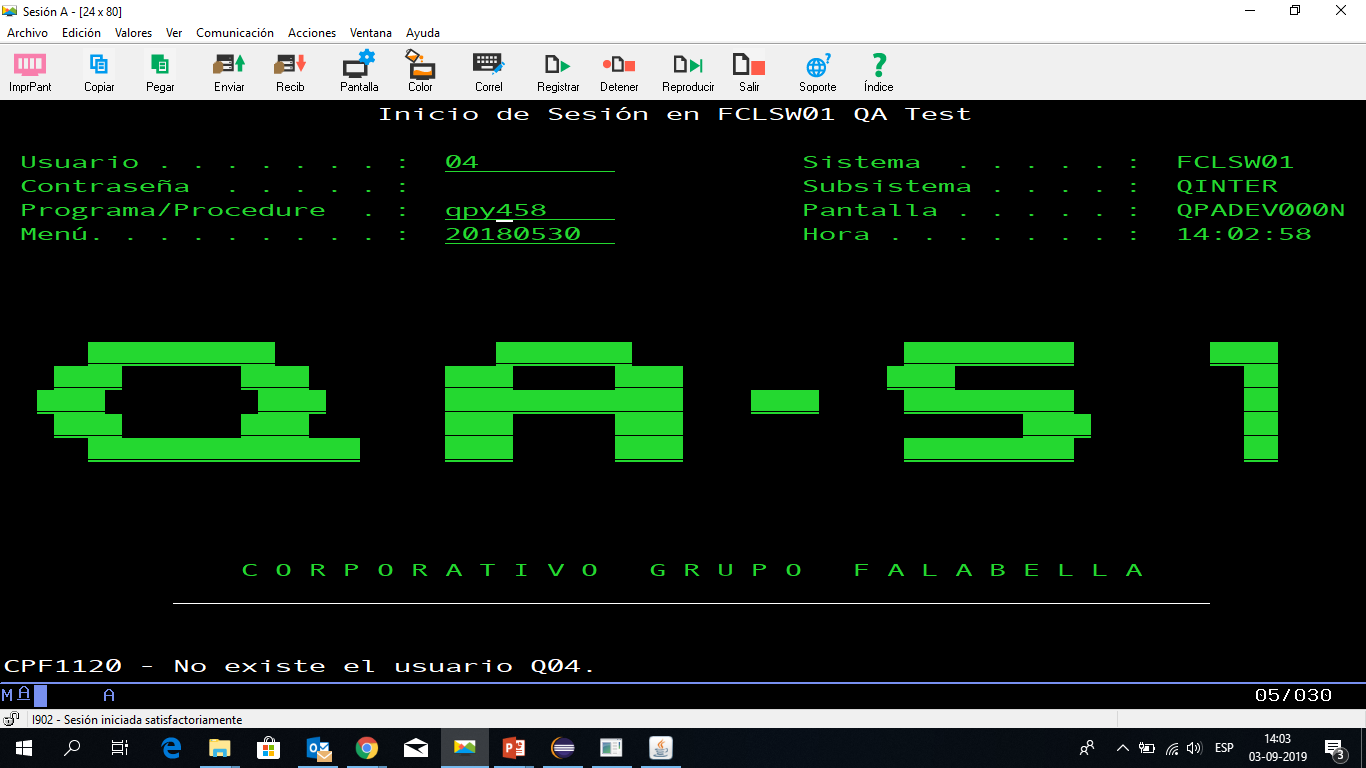 Sesión A - [24 x 80]
Archivo Edición Valores Ver Comunicación Acciones Ventana Ayuda
ImprPant Copiar Pegar Enviar Recib Pantalla Color Correl Registrar Detener Reproducir Salir Soporte Índice
Inicio de Sesión en FCLSW01 QA Test
Usuario . . . . . . . : 04 Sistema . . . . . : FCLSW01
Contraseña . . . . . : Subsistema . . . . : QINTER
Programa/Procedure . : qpy458 Pantalla . . . . . : QPADEV000N
Menú. . . . . . . . . : 20180530 Hora . . . . . . . : 14:02:58
QA-S1
C O R P O R A T I V O G R U P O F A L A B E L L A
CPF1120 - No existe el usuario Q04.
MA A 05/030
I902 - Sesión iniciada satisfactoriamente
ESP 14:03
03-09-2019 3